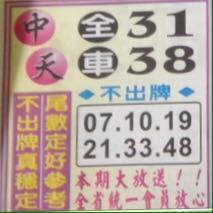 中天
全車 31 38
不出牌
07.10.19
21.33.48
尾數定好參考
不出牌真穩定
本期大放送!!
全省統一會員放心